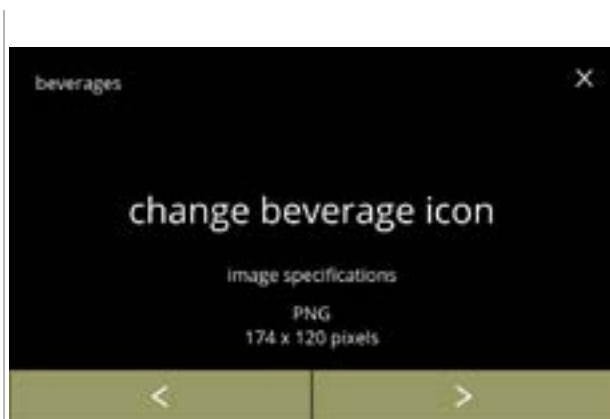 beverages
X
change beverage icon
image specifications
PNG
174 x 120 pixels
< >